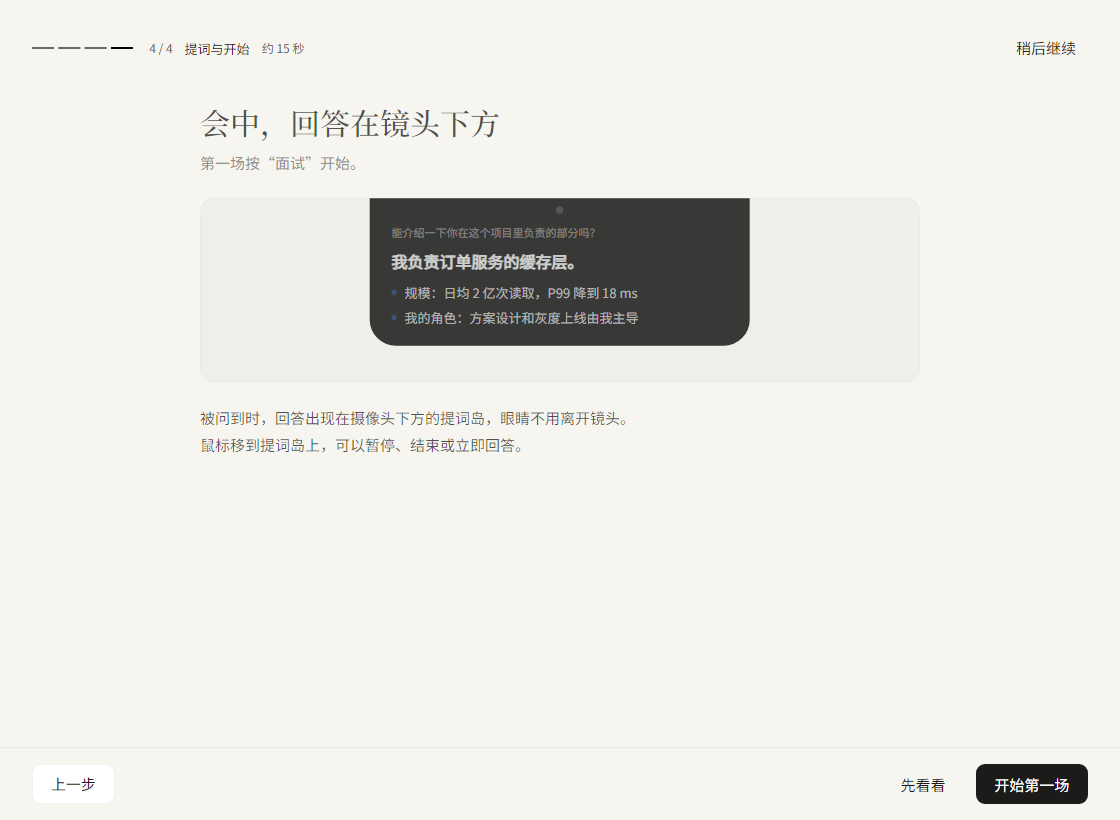 4 / 4 提词与开始 约 15 秒
稍后继续
会中，回答在镜头下方
第一场按“面试”开始。
能介绍一下你在这个项目里负责的部分吗？
我负责订单服务的缓存层。
规模：日均 2 亿次读取，P99 降到 18 ms
我的角色：方案设计和灰度上线由我主导
被问到时，回答出现在摄像头下方的提词岛，眼睛不用离开镜头。
鼠标移到提词岛上，可以暂停、结束或立即回答。
上一步
先看看
开始第一场